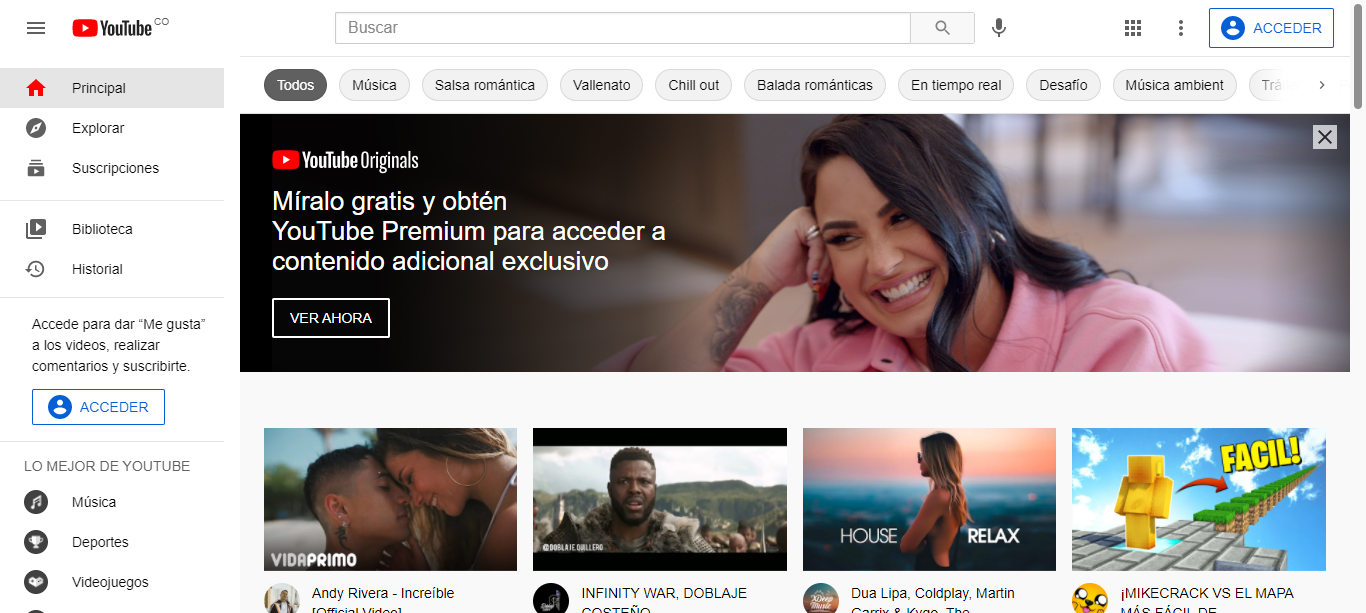 YouTube CO
Buscar
ACCEDER
Principal
Explorar
Suscripciones
Biblioteca
Historial
Accede para dar “Me gusta”
a los videos, realizar
comentarios y suscribirte.
ACCEDER
LO MEJOR DE YOUTUBE
Música
Deportes
Videojuegos
Todos
Música
Salsa romántica
Vallenato
Chill out
Balada románticas
En tiempo real
Desafío
Música ambient
YouTube Originals
Míralo gratis y obtén
YouTube Premium para acceder a
contenido adicional exclusivo
VER AHORA
VIDAPRIMO
Andy Rivera - Increíble
[Official Video]
@DOBLAJE.QUILLERO
INFINITY WAR, DOBLAJE
COSTEÑO
HOUSE RELAX
Deep Music
Dua Lipa, Coldplay, Martin
Garrix & Kygo, The
FACIL!
¡MIKECRACK VS EL MAPA
MÁS FÁCIL DE